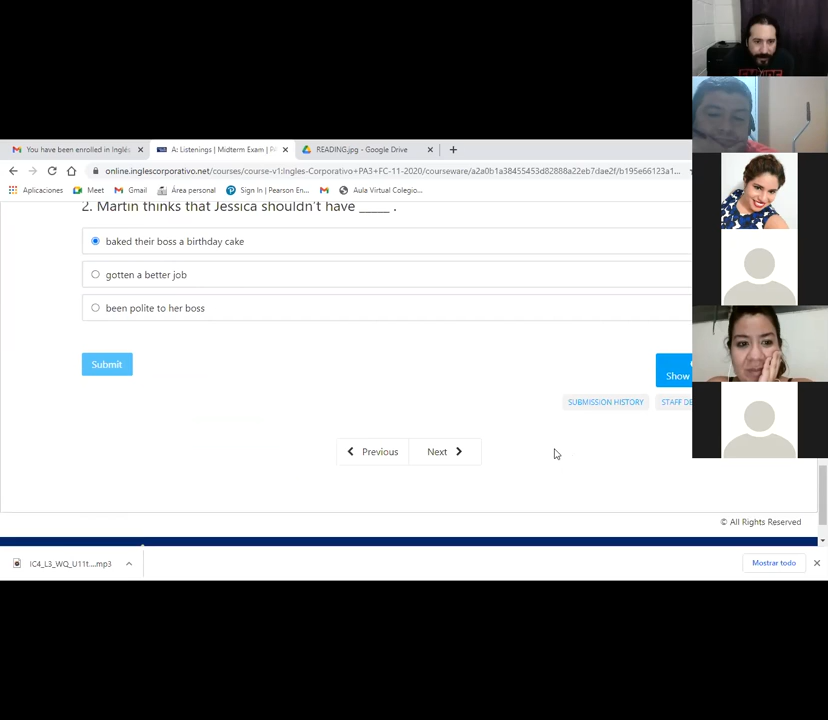 You have been enrolled in Inglés
A: Listenings | Midterm Exam | PA
READING.jpg - Google Drive
online.inglescorporativo.net/courses/course-v1:Ingles-Corporativo+PA3+FC-11-2020/courseware/a2a0b1a38455453d82888a22eb7dae2f/b195e66123a1...
Aplicaciones Meet Gmail Área personal Sign In | Pearson En... Aula Virtual Colegio...
2. Martin thinks that Jessica shouldn't have _____ .
baked their boss a birthday cake
gotten a better job
been polite to her boss
Submit
Show
SUBMISSION HISTORY STAFF DE
Previous Next
© All Rights Reserved
IC4_L3_WQ_U11t....mp3
Mostrar todo